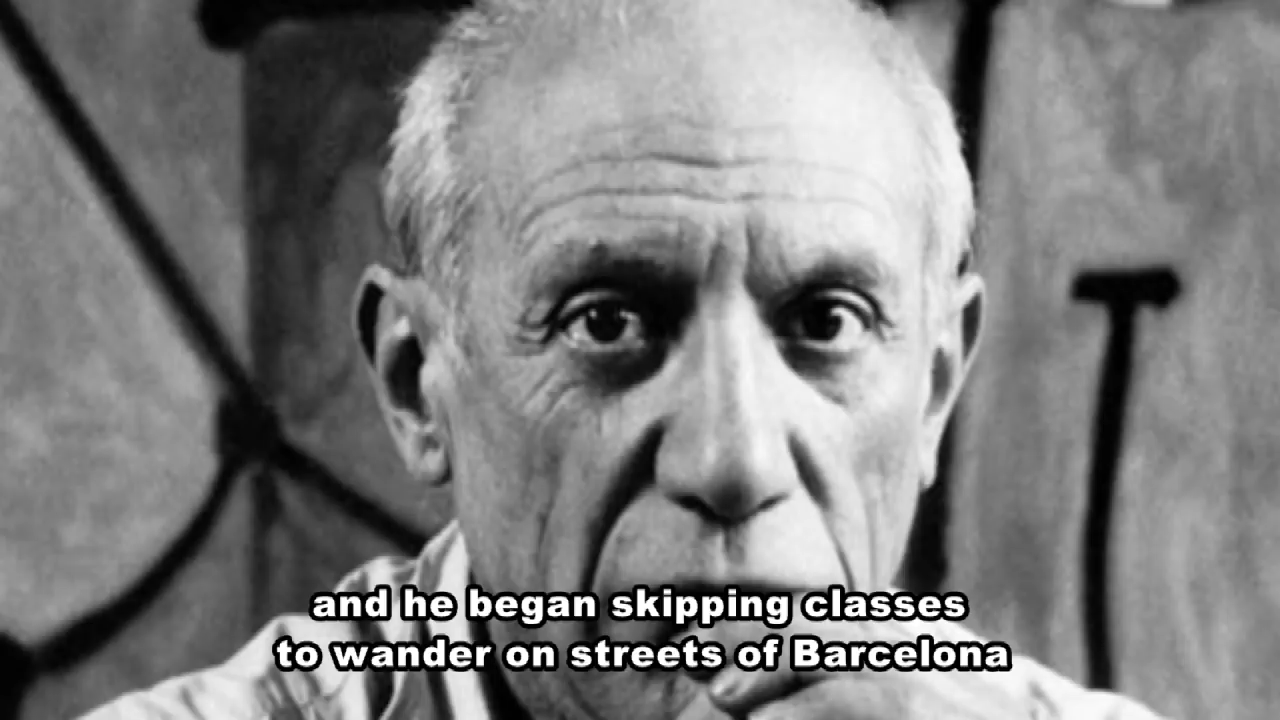 and he began skipping classes
to wander on streets of Barcelona